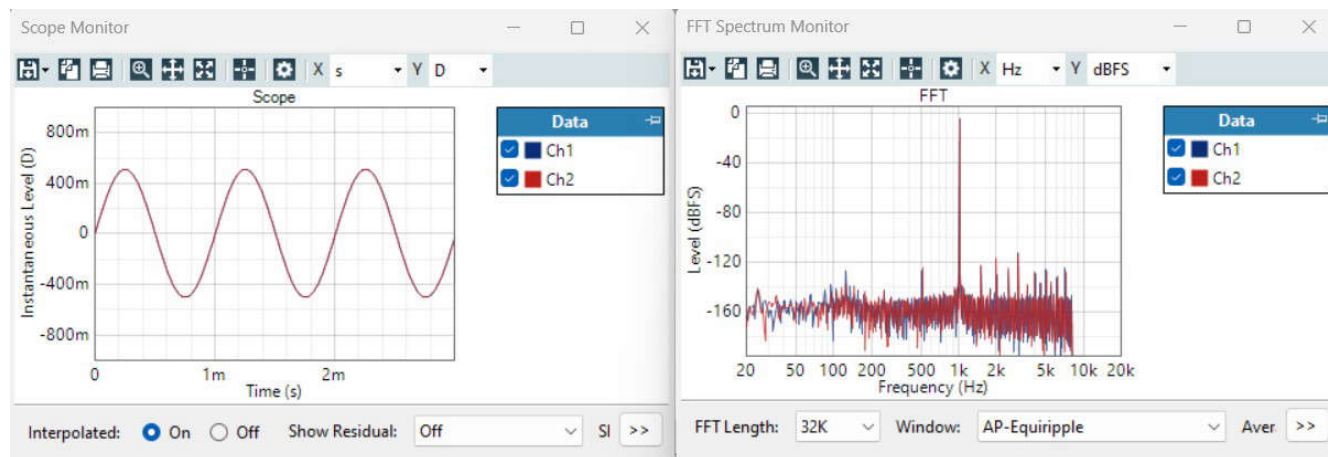 Scope Monitor
X s Y D
Scope
Instantaneous Level (D)
800m
400m
0
-400m
-800m
0 1m 2m
Time (s)
Data
Ch1
Ch2
Interpolated: On Off Show Residual: Off SI >>
FFT Spectrum Monitor
X Hz Y dBFS
FFT
Level (dBFS)
0
-40
-80
-120
-160
20 50 100 200 500 1k 2k 5k 10k 20k
Frequency (Hz)
Data
Ch1
Ch2
FFT Length: 32K Window: AP-Equiripple Aver >>